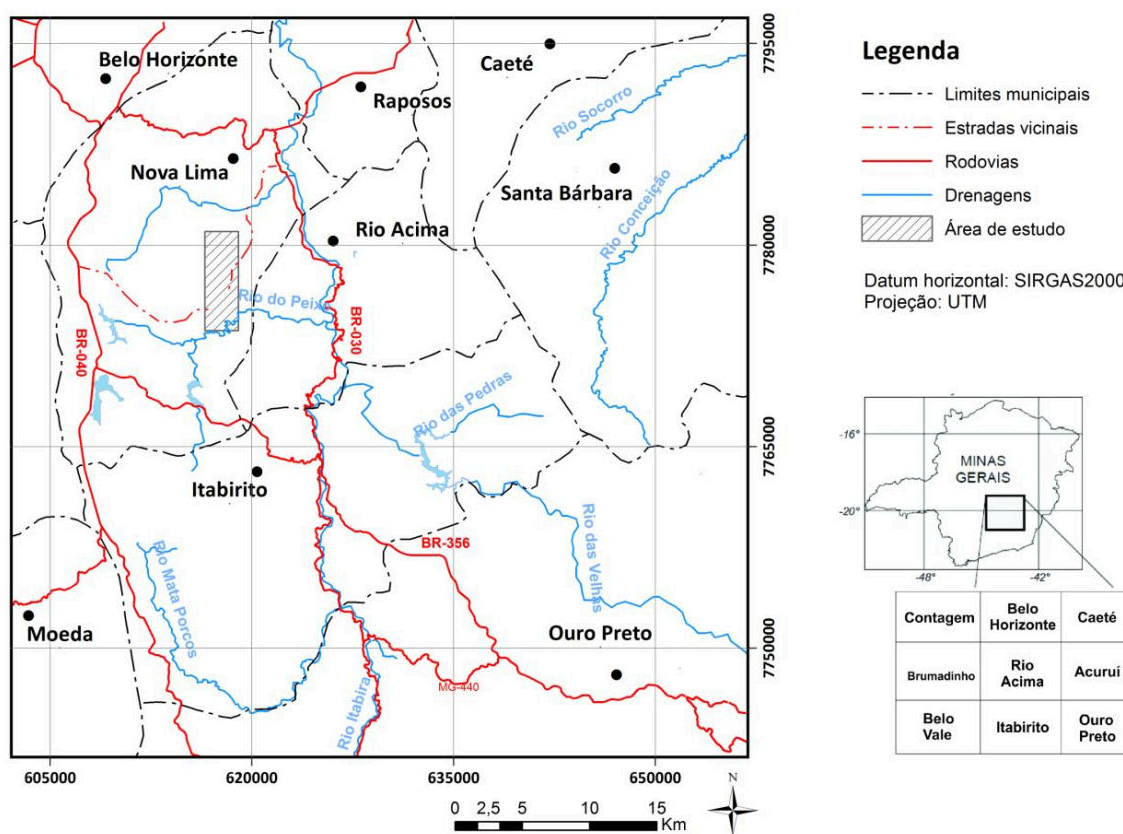 Belo Horizonte
Caeté
Raposos
Rio Socorro
Nova Lima
Santa Bárbara
Rio Conceição
Rio Acima
r
Rio do Peixe
BR-040
BR-030
Rio das Pedras
Itabirito
BR-356
Rio das Velhas
Rio Mata Porcos
Moeda
Ouro Preto
MG-440
Rio Itabira
7795000
7780000
7765000
7750000
605000
620000
635000
650000
0 2,5 5 10 15
Km
N
Legenda
Limites municipais
Estradas vicinais
Rodovias
Drenagens
Área de estudo
Datum horizontal: SIRGAS2000
Projeção: UTM
-16°
MINAS
GERAIS
-20°
-48°
-42°
Contagem
Belo
Horizonte
Caeté
Brumadinho
Rio
Acima
Acuruí
Belo
Vale
Itabirito
Ouro
Preto